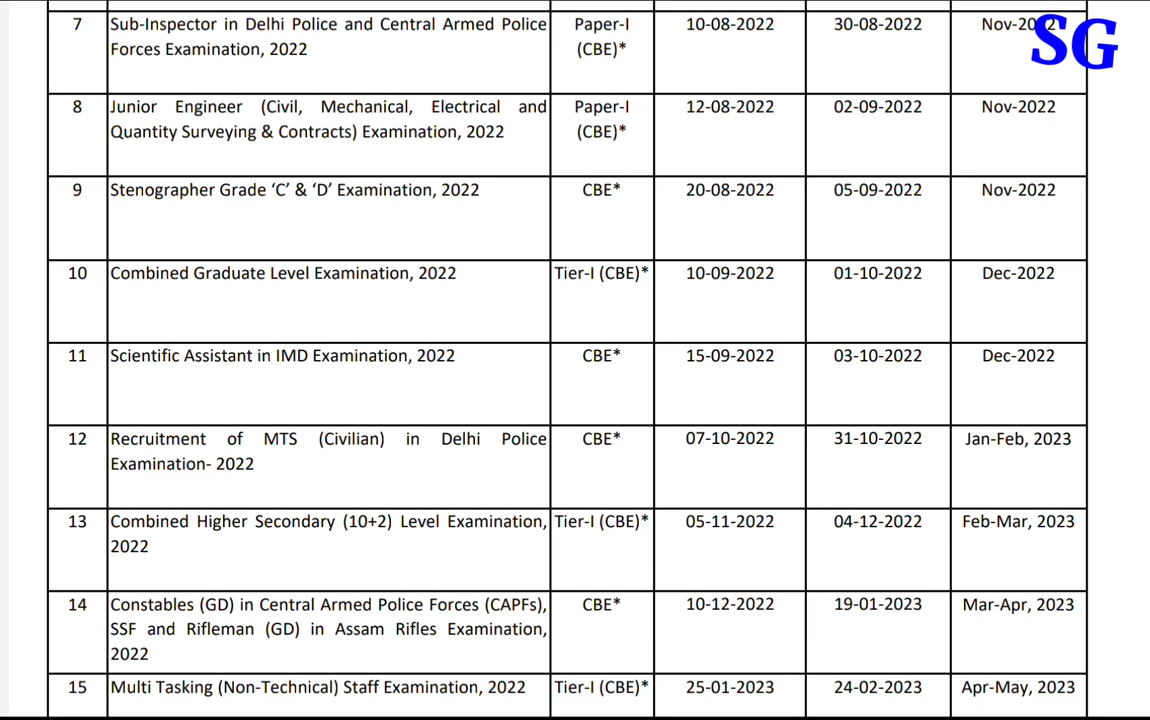 7 Sub-Inspector in Delhi Police and Central Armed Police Paper-I 10-08-2022 30-08-2022
Forces Examination, 2022 (CBE)*
SG
8 Junior Engineer (Civil, Mechanical, Electrical and Paper-I 12-08-2022 02-09-2022 Nov-2022
Quantity Surveying & Contracts) Examination, 2022 (CBE)*
9 Stenographer Grade ‘C’ & ‘D’ Examination, 2022 CBE* 20-08-2022 05-09-2022 Nov-2022
10 Combined Graduate Level Examination, 2022 Tier-I (CBE)* 10-09-2022 01-10-2022 Dec-2022
11 Scientific Assistant in IMD Examination, 2022 CBE* 15-09-2022 03-10-2022 Dec-2022
12 Recruitment of MTS (Civilian) in Delhi Police CBE* 07-10-2022 31-10-2022 Jan-Feb, 2023
Examination- 2022
13 Combined Higher Secondary (10+2) Level Examination, Tier-I (CBE)* 05-11-2022 04-12-2022 Feb-Mar, 2023
2022
14 Constables (GD) in Central Armed Police Forces (CAPFs), CBE* 10-12-2022 19-01-2023 Mar-Apr, 2023
SSF and Rifleman (GD) in Assam Rifles Examination,
2022
15 Multi Tasking (Non-Technical) Staff Examination, 2022 Tier-I (CBE)* 25-01-2023 24-02-2023 Apr-May, 2023